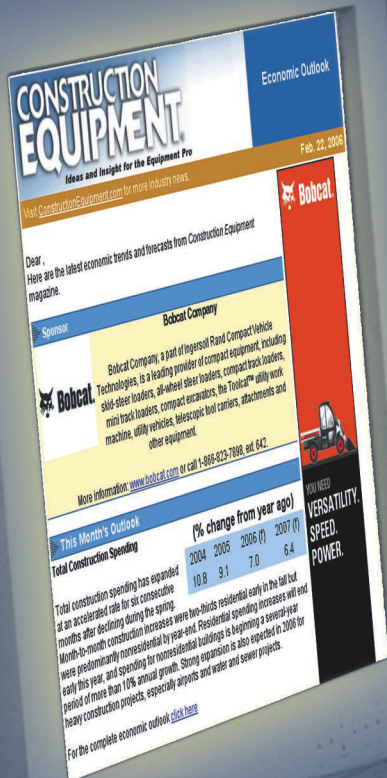 CONSTRUCTION
EQUIPMENT
Ideas and Insight for the Equipment Pro
Economic Outlook
Visit ConstructionEquipment.com for more industry news.
Feb. 22, 2006
Dear ,
Here are the latest economic trends and forecasts from Construction Equipment
magazine.
Sponsor
Bobcat.
Bobcat Company
Bobcat Company, a part of Ingersoll Rand Compact Vehicle
Technologies, is a leading provider of compact equipment, including
skid-steer loaders, all-wheel steer loaders, compact track loaders,
mini track loaders, compact excavators, the Toolcat™ utility work
machine, utility vehicles, telescopic tool carriers, attachments and
other equipment.
More information: www.bobcat.com or call 1-866-823-7898, ext. 642.
This Month's Outlook
Total Construction Spending
(% change from year ago)
2004 2005 2006 (f) 2007 (f)
10.8 9.1 7.0 6.4
Total construction spending has expanded
at an accelerated rate for six consecutive
months after declining during the spring.
Month-to-month construction increases were two-thirds residential early in the fall but
were predominantly nonresidential by year-end. Residential spending increases will end
early this year, and spending for nonresidential buildings is beginning a several-year
period of more than 10% annual growth. Strong expansion is also expected in 2006 for
heavy construction projects, especially airports and water and sewer projects.
For the complete economic outlook click here
Bobcat.
YOU NEED
VERSATILITY.
SPEED.
POWER.